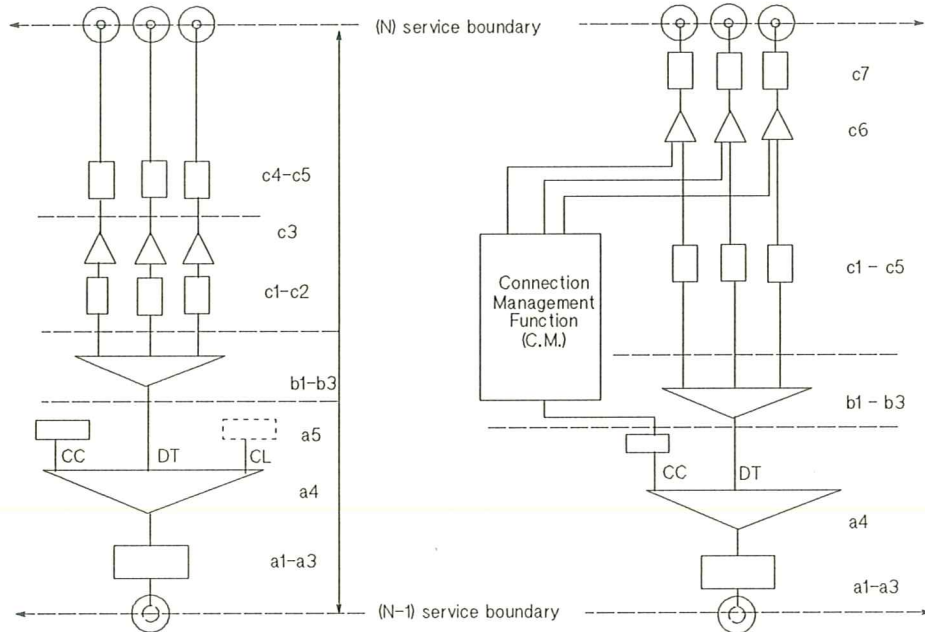 (N) service boundary
c7
c6
c4-c5
c3
c1-c2
c1 - c5
Connection
Management
Function
(C.M.)
b1-b3
b1 - b3
a5
CC
DT
CL
CC
DT
a4
a4
a1-a3
a1-a3
(N-1) service boundary